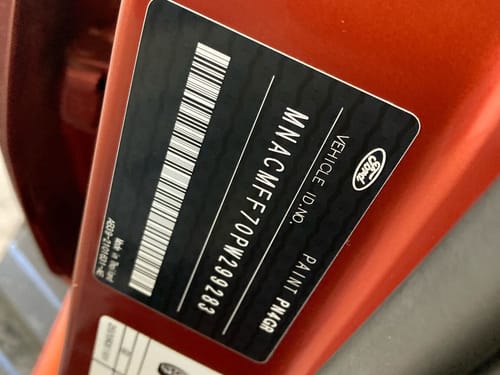 Ford
VEHICLE ID.NO. PAINT PN4GR
MNACMFF70PW299283
Made in Thailand